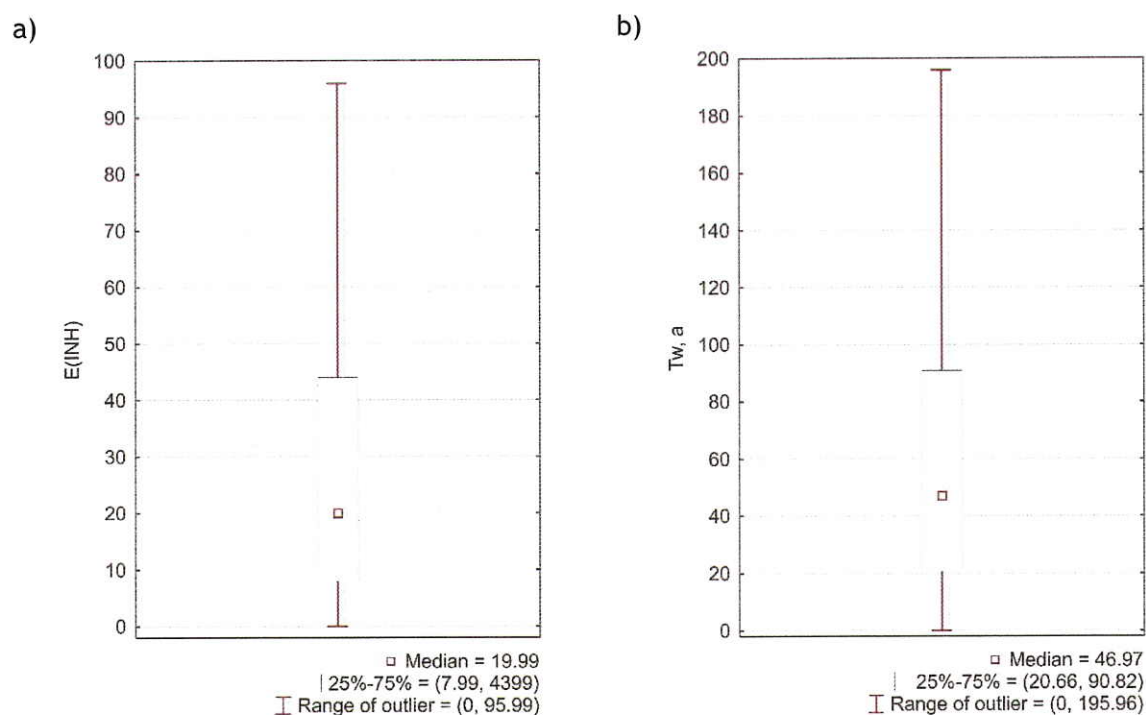 a)
100
90
80
70
60
50
40
30
20
10
0
E(INH)
Median = 19.99
25%-75% = (7.99, 4399)
Range of outlier = (0, 95.99)
b)
200
180
160
140
120
100
80
60
40
20
0
Tw, a
Median = 46.97
25%-75% = (20.66, 90.82)
Range of outlier = (0, 195.96)